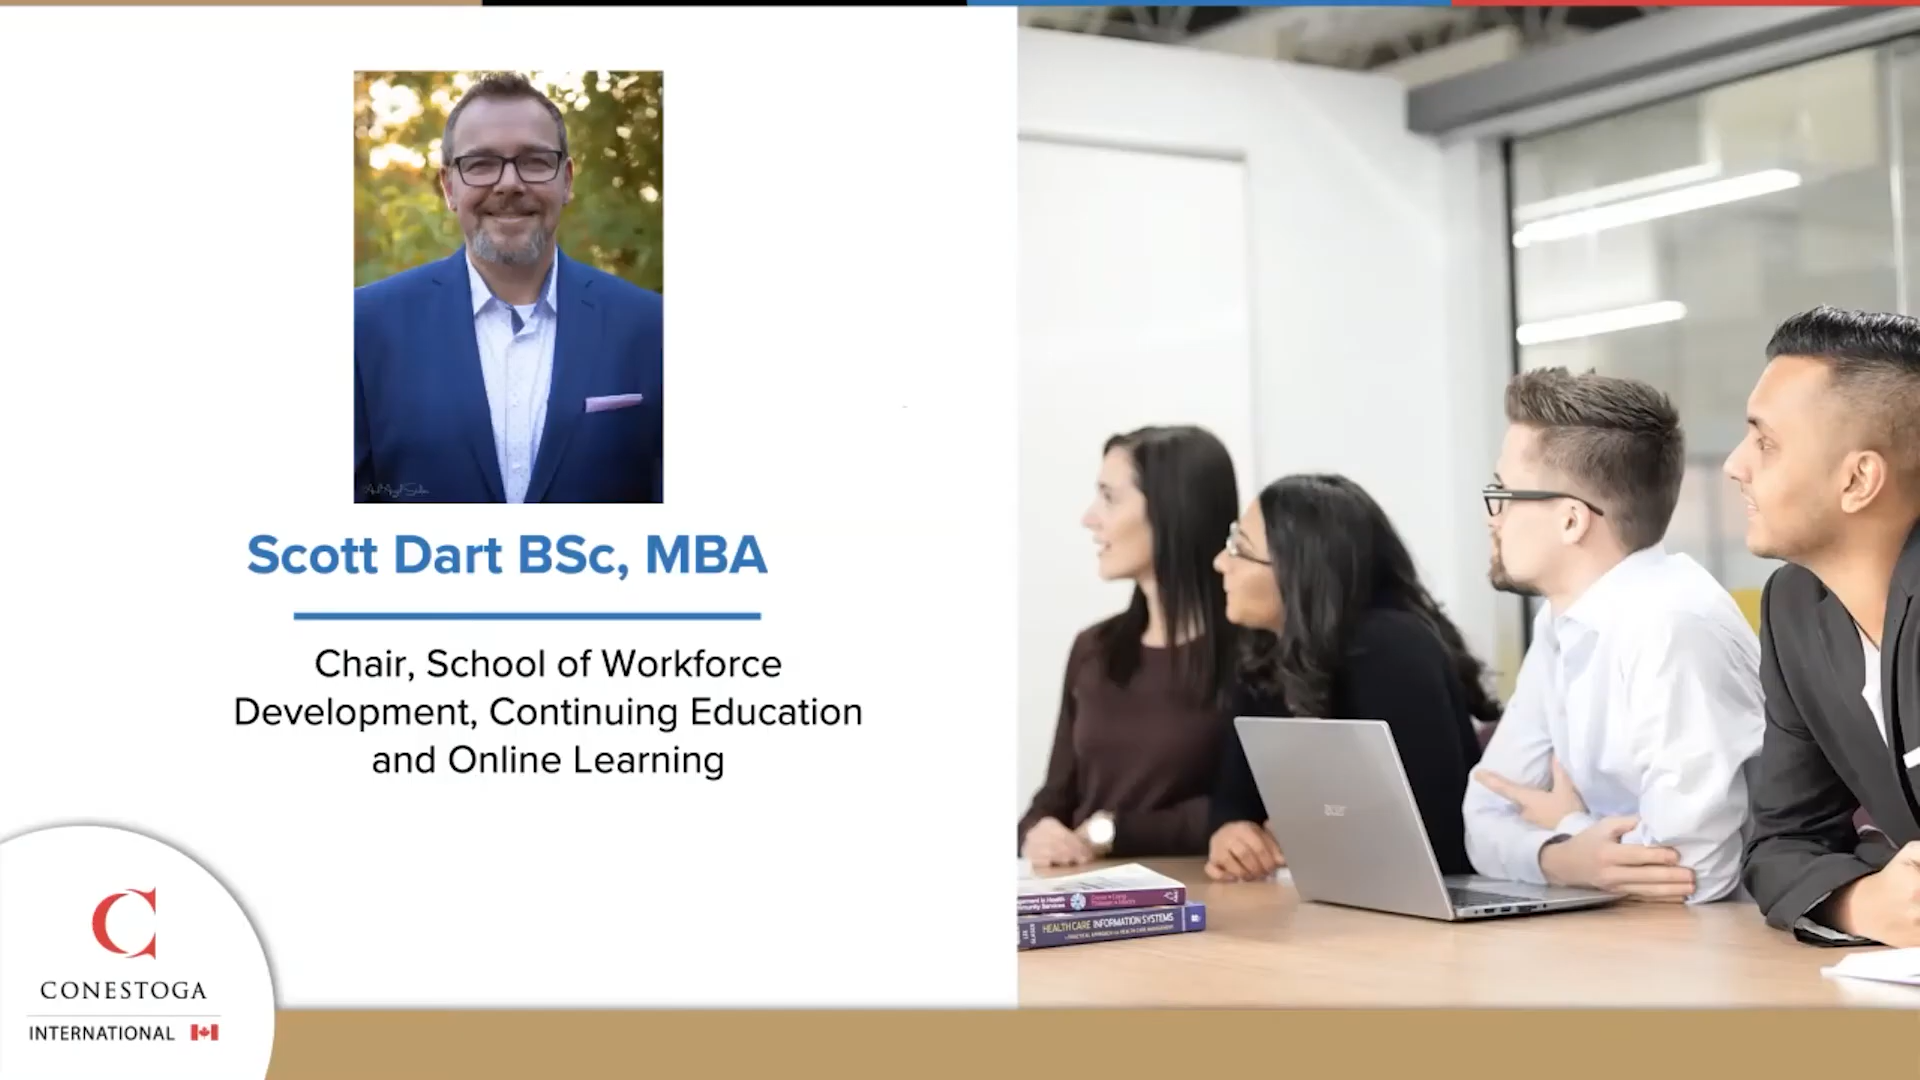 Scott Dart BSc, MBA
Chair, School of Workforce
Development, Continuing Education
and Online Learning
CONESTOGA
INTERNATIONAL
acer
HEALTH CARE INFORMATION SYSTEMS